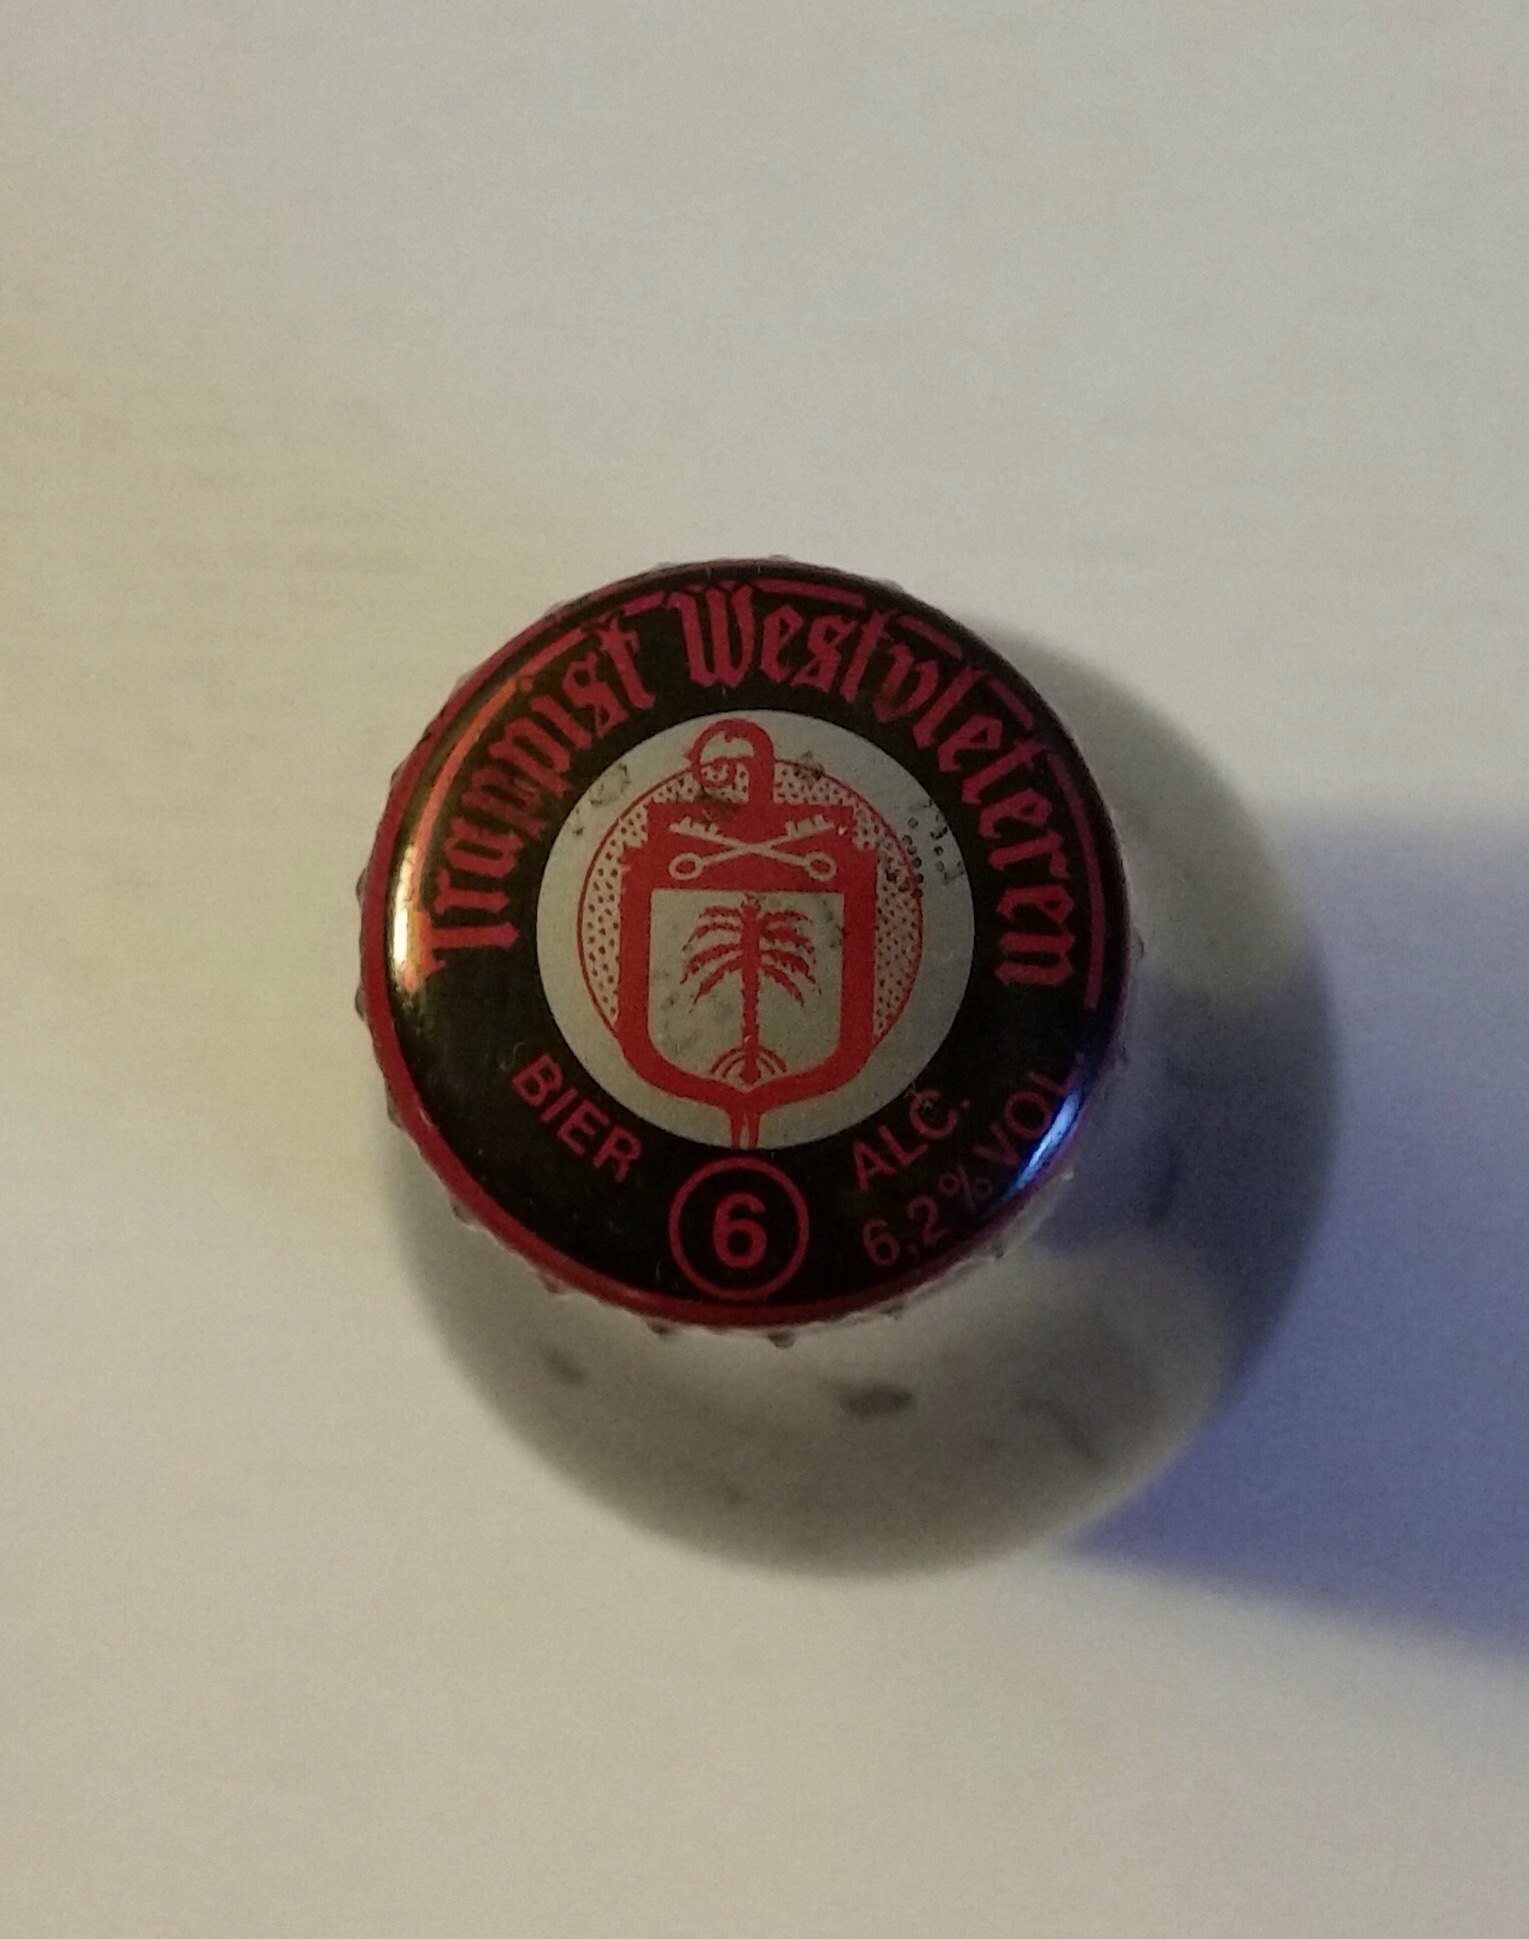 Trappist Westvleteren
BIER
6
ALC.
6,2% VOL